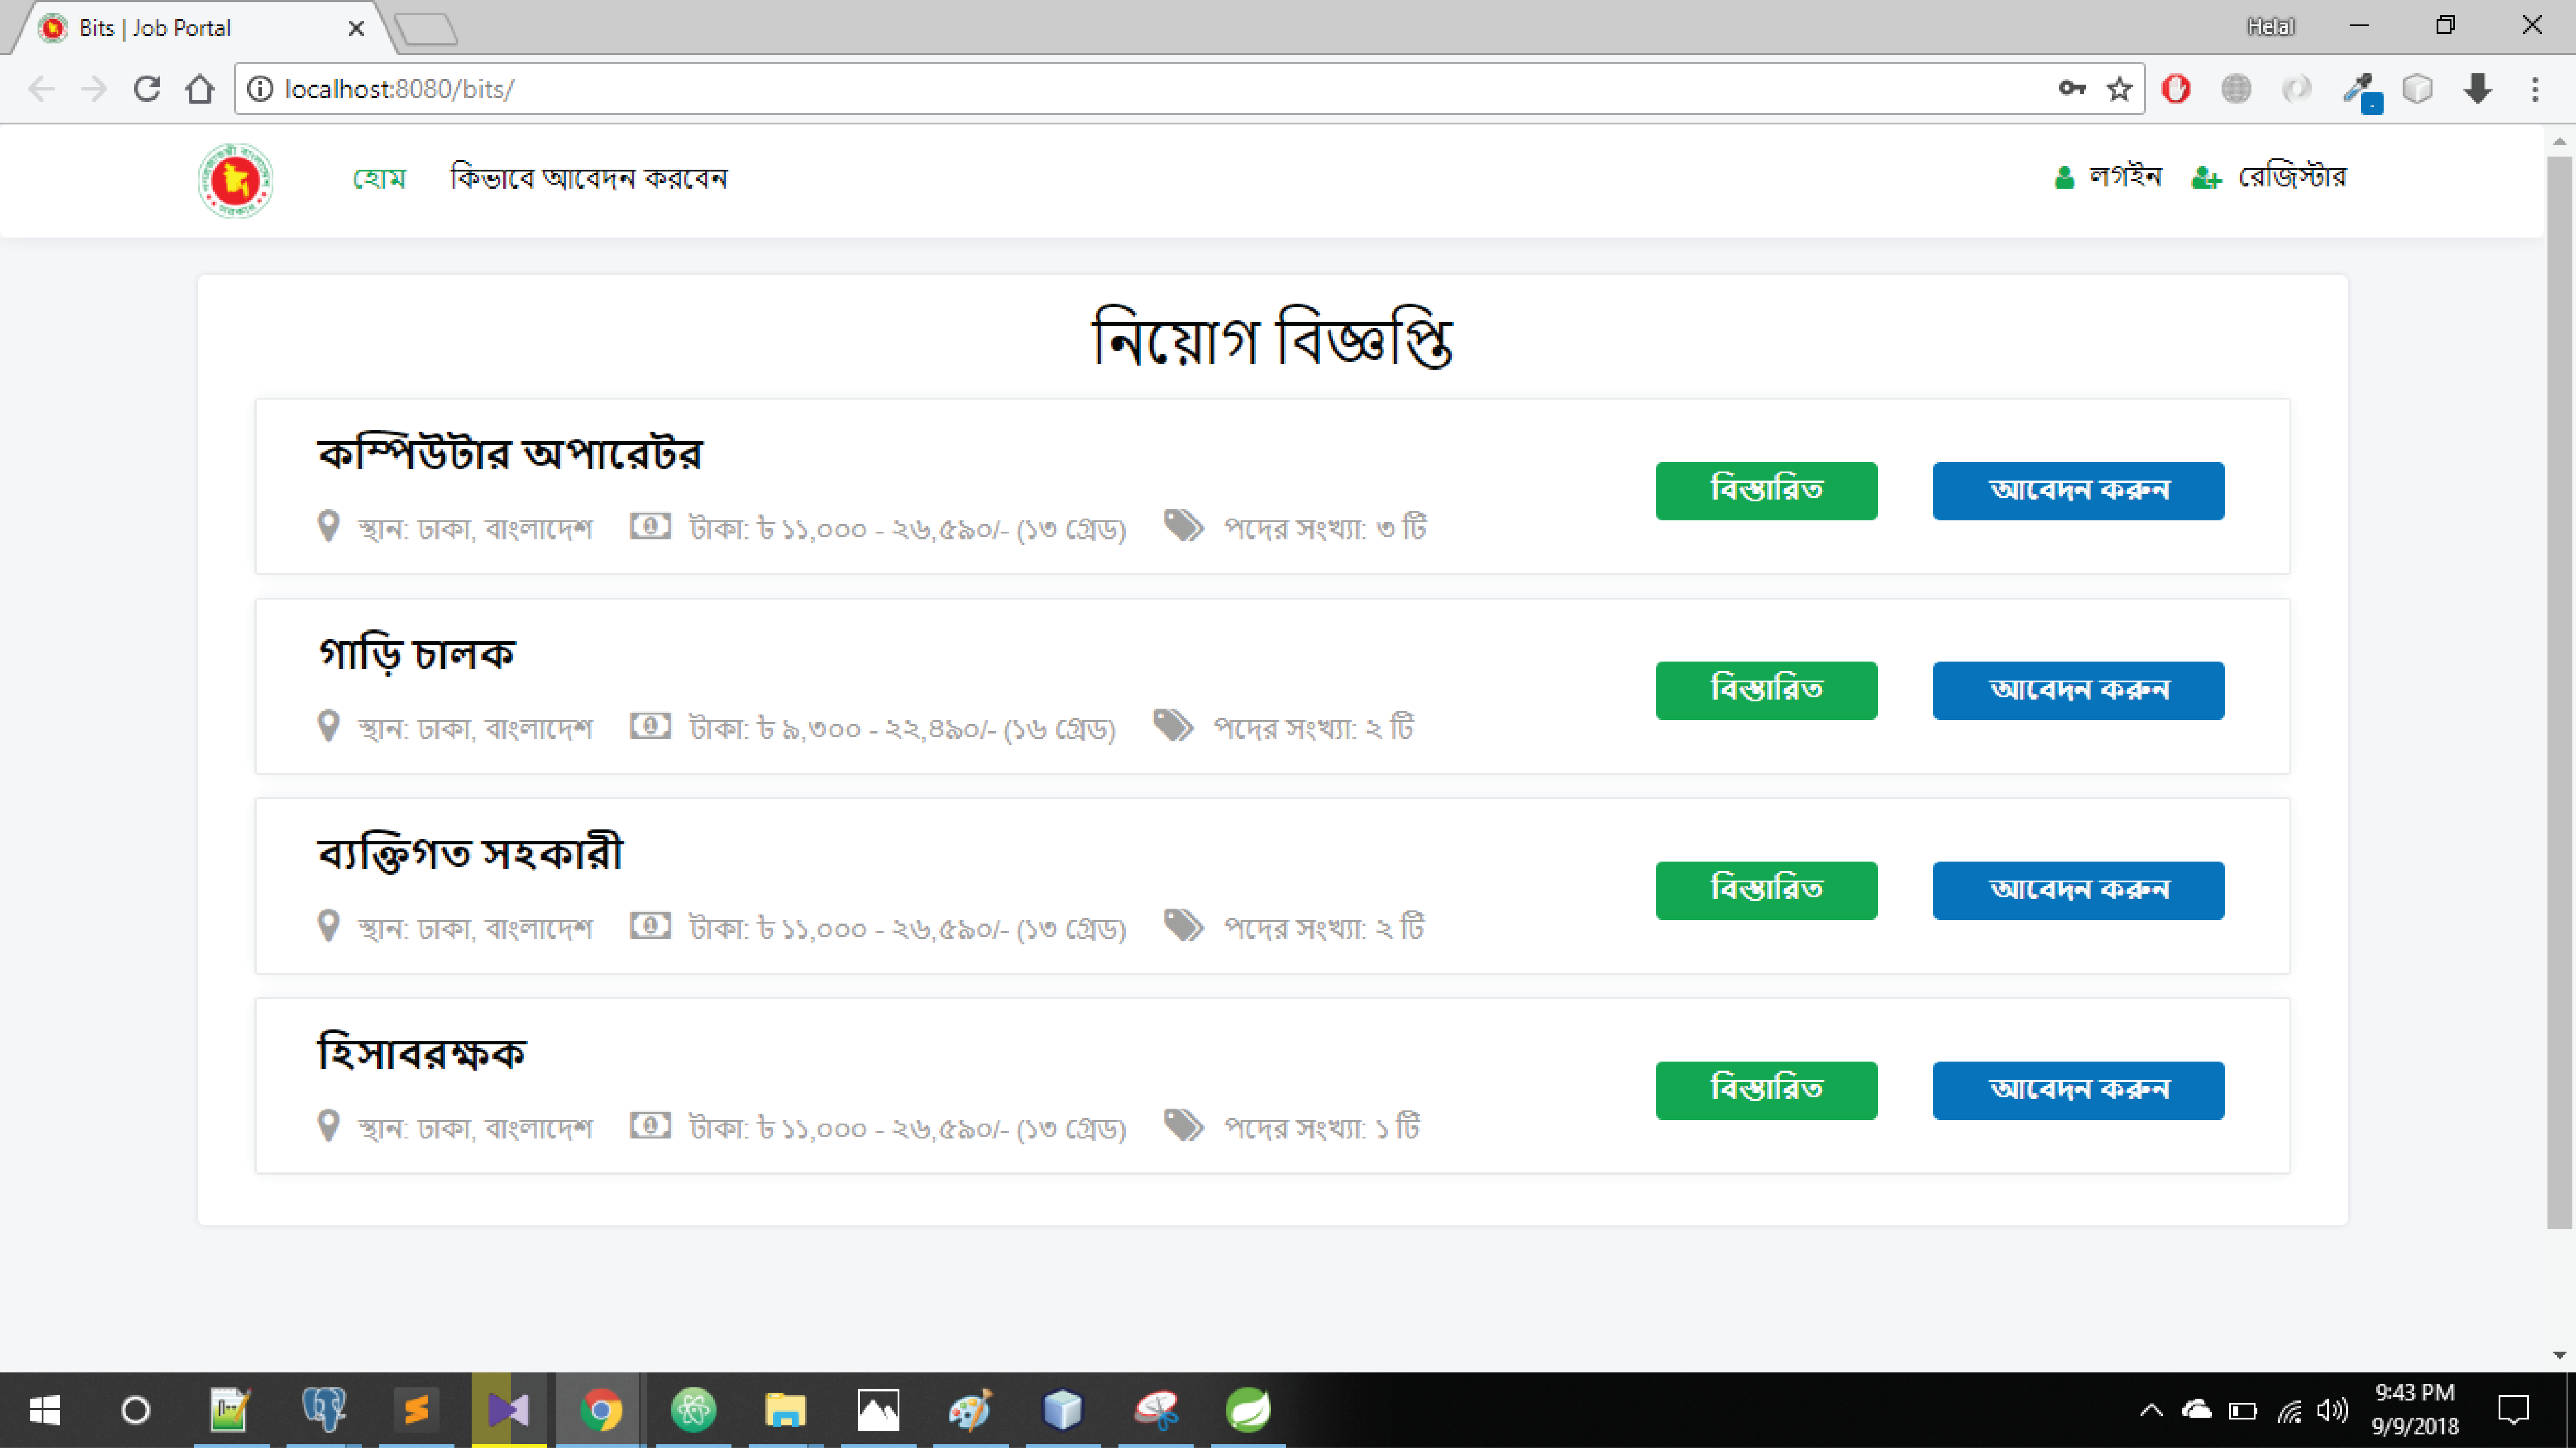 Bits | Job Portal
Helal
localhost:8080/bits/
হোম কিভাবে আবেদন করবেন লগইন রেজিস্টার
নিয়োগ বিজ্ঞপ্তি
কম্পিউটার অপারেটর
স্থান: ঢাকা, বাংলাদেশ টাকা: ৳ ১১,০০০ - ২৬,৫৯০/- (১৩ গ্রেড) পদের সংখ্যা: ৩ টি
বিস্তারিত আবেদন করুন
গাড়ি চালক
স্থান: ঢাকা, বাংলাদেশ টাকা: ৳ ৯,৩০০ - ২২,৪৯০/- (১৬ গ্রেড) পদের সংখ্যা: ২ টি
বিস্তারিত আবেদন করুন
ব্যক্তিগত সহকারী
স্থান: ঢাকা, বাংলাদেশ টাকা: ৳ ১১,০০০ - ২৬,৫৯০/- (১৩ গ্রেড) পদের সংখ্যা: ২ টি
বিস্তারিত আবেদন করুন
হিসাবরক্ষক
স্থান: ঢাকা, বাংলাদেশ টাকা: ৳ ১১,০০০ - ২৬,৫৯০/- (১৩ গ্রেড) পদের সংখ্যা: ১ টি
বিস্তারিত আবেদন করুন
9:43 PM
9/9/2018